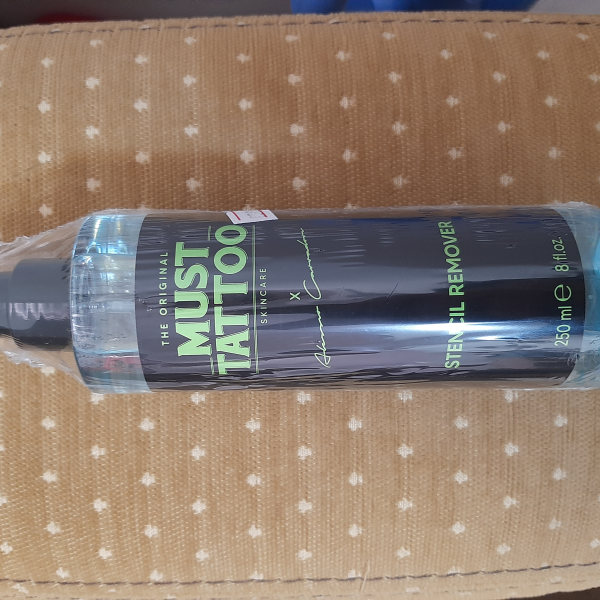 THE ORIGINAL
MUST
TATTOO
SKINCARE
X
STENCIL REMOVER
250 ml ℮ 8 fl.oz.